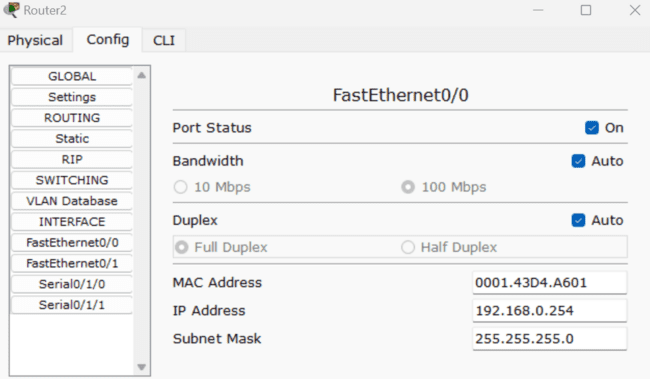 Router2
Physical Config CLI
GLOBAL
Settings
ROUTING
Static
RIP
SWITCHING
VLAN Database
INTERFACE
FastEthernet0/0
FastEthernet0/1
Serial0/1/0
Serial0/1/1
FastEthernet0/0
Port Status On
Bandwidth Auto
10 Mbps 100 Mbps
Duplex Auto
Full Duplex Half Duplex
MAC Address 0001.43D4.A601
IP Address 192.168.0.254
Subnet Mask 255.255.255.0